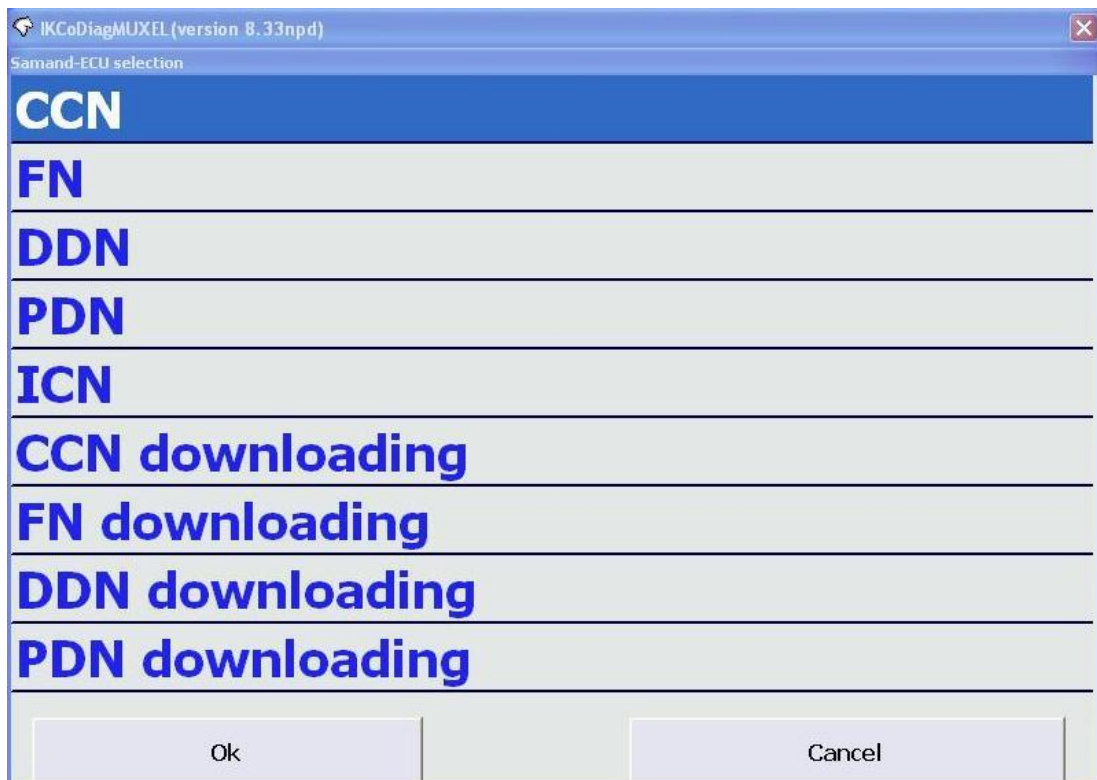 IKCoDiagMUXEL(version 8.33npd)
Samand-ECU selection
CCN
FN
DDN
PDN
ICN
CCN downloading
FN downloading
DDN downloading
PDN downloading
Ok Cancel